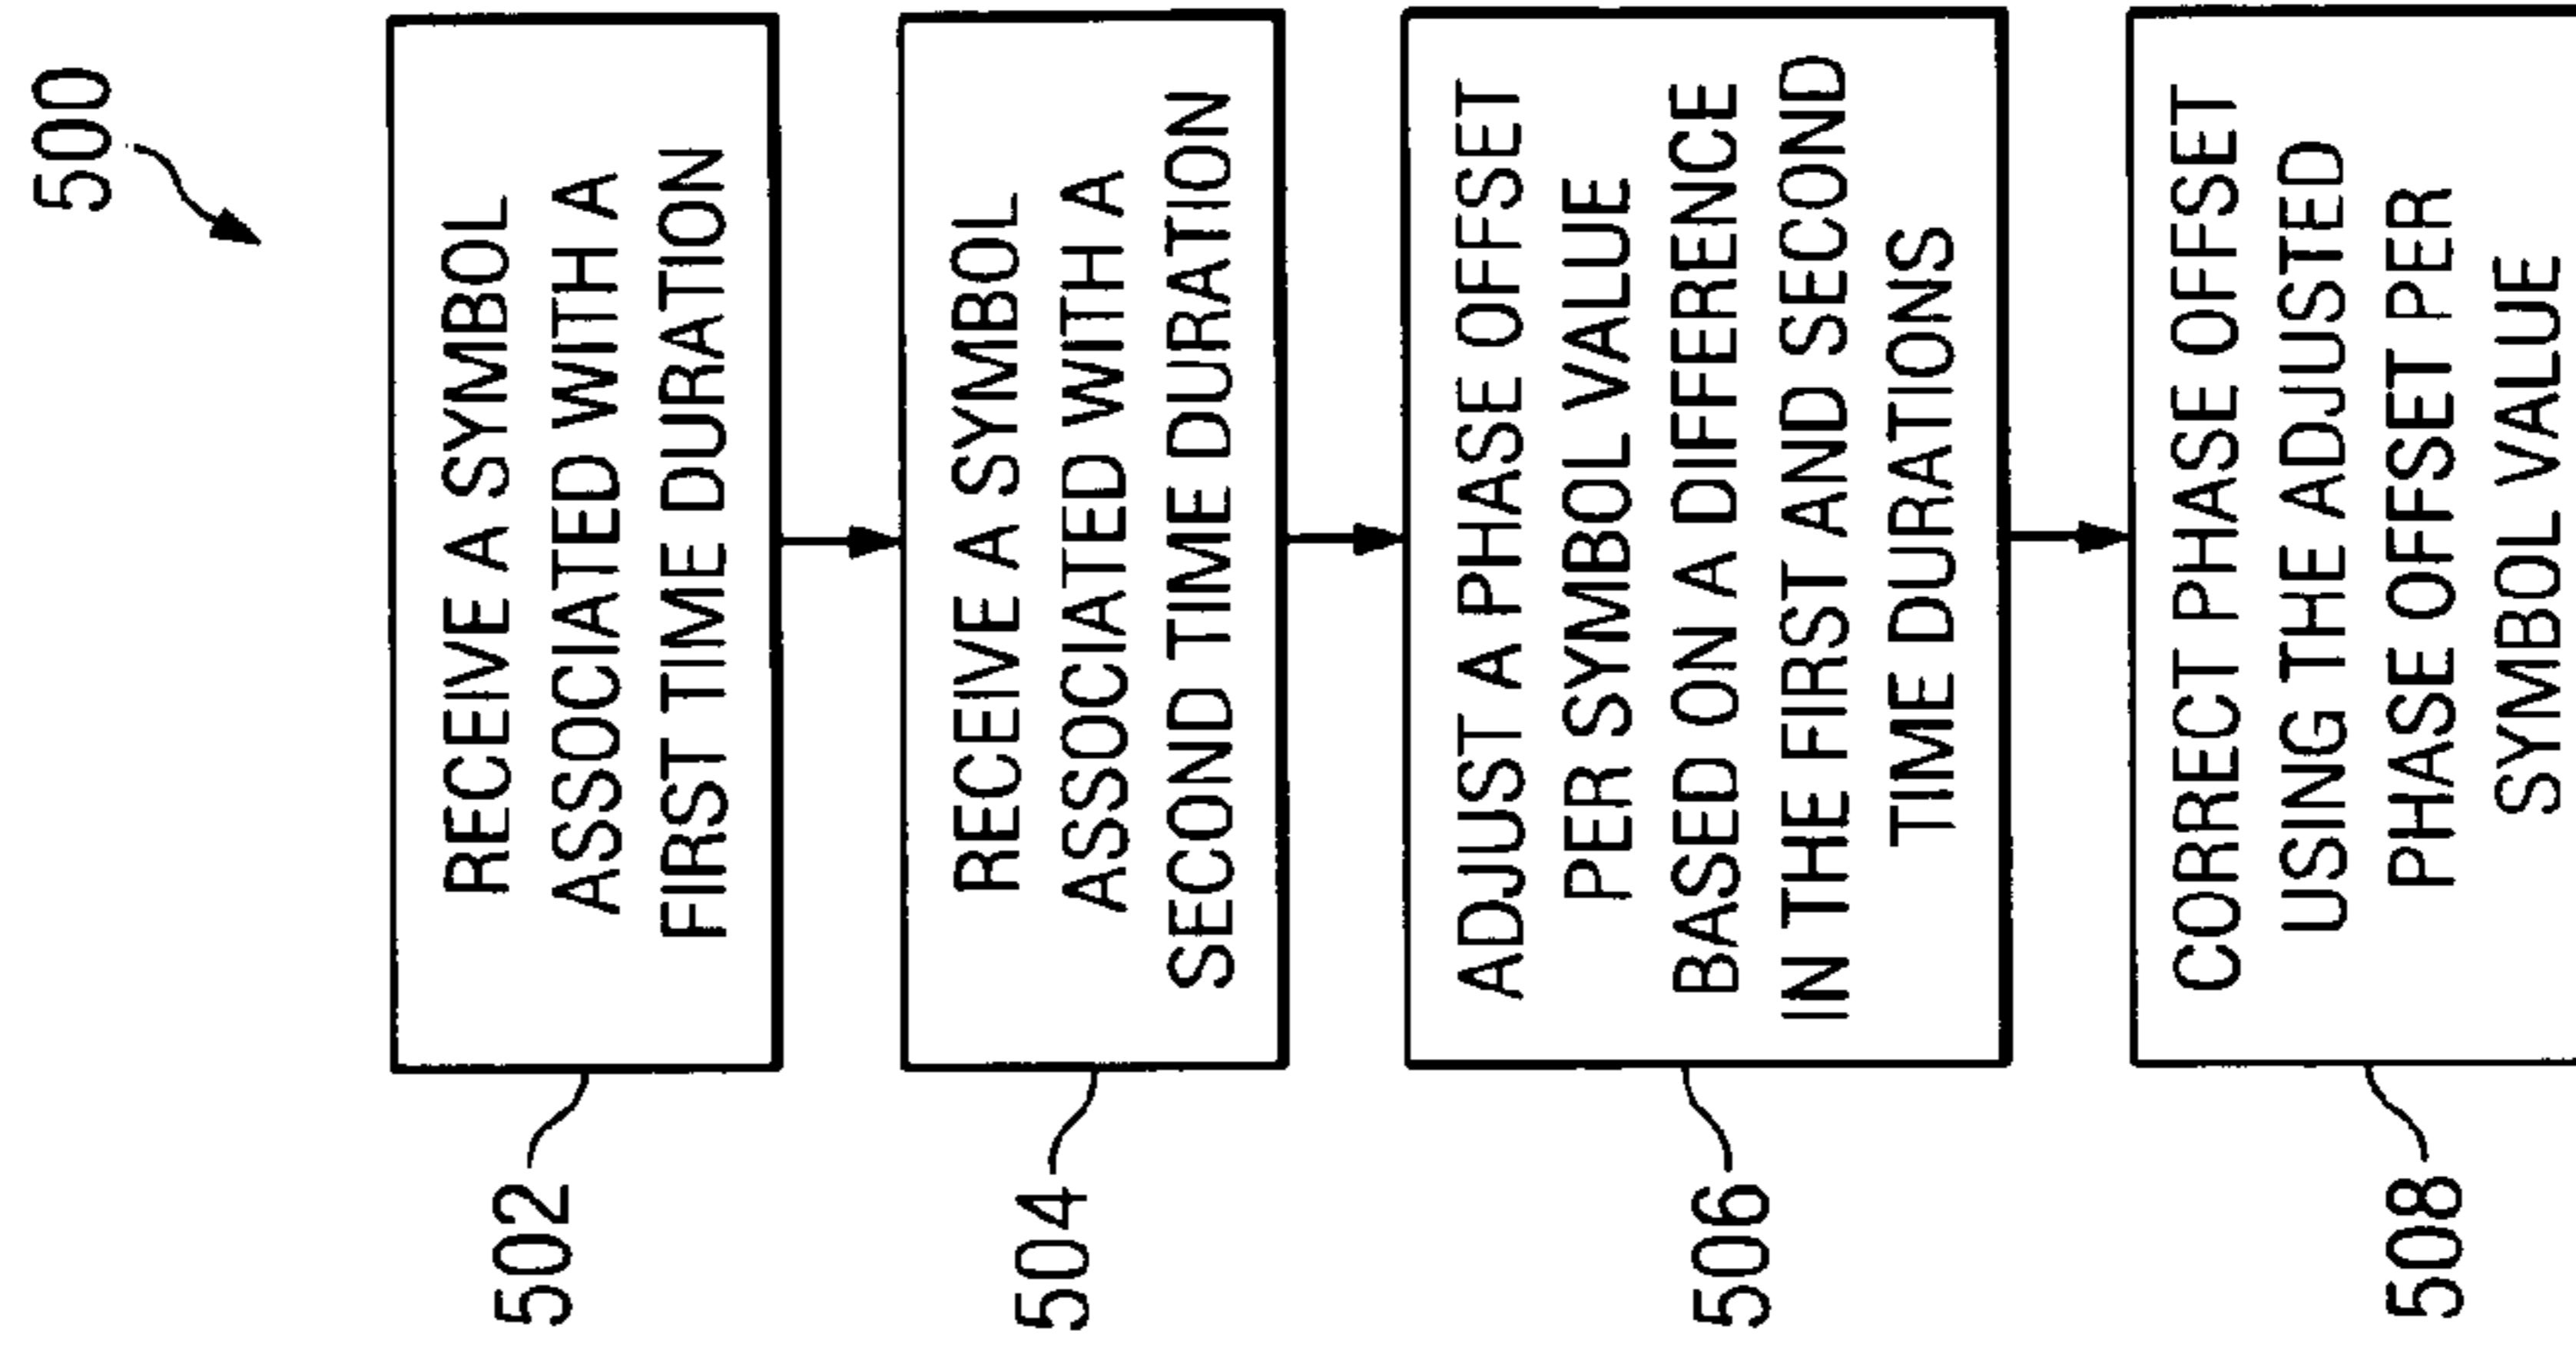 500
RECEIVE A SYMBOL
ASSOCIATED WITH A
FIRST TIME DURATION
502
RECEIVE A SYMBOL
ASSOCIATED WITH A
SECOND TIME DURATION
504
ADJUST A PHASE OFFSET
PER SYMBOL VALUE
BASED ON A DIFFERENCE
IN THE FIRST AND SECOND
TIME DURATIONS
506
CORRECT PHASE OFFSET
USING THE ADJUSTED
PHASE OFFSET PER
SYMBOL VALUE
508